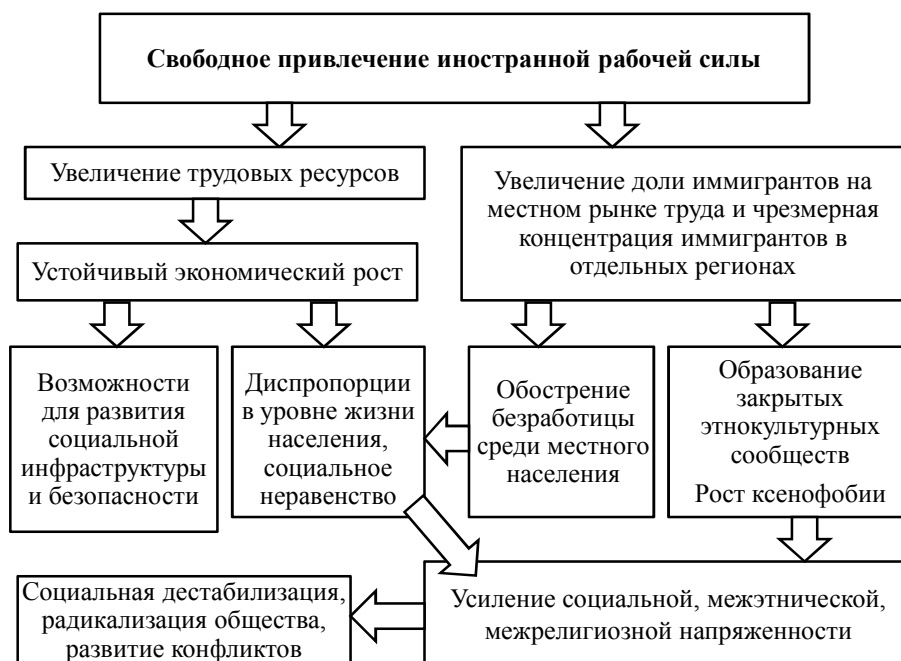 Свободное привлечение иностранной рабочей силы
Увеличение трудовых ресурсов
Увеличение доли иммигрантов на
местном рынке труда и чрезмерная
концентрация иммигрантов в
отдельных регионах
Устойчивый экономический рост
Возможности
для развития
социальной
инфраструктуры
и безопасности
Диспропорции
в уровне жизни
населения,
социальное
неравенство
Обострение
безработицы
среди местного
населения
Образование
закрытых
этнокультурных
сообществ
Рост ксенофобии
Социальная дестабилизация,
радикализация общества,
развитие конфликтов
Усиление социальной, межэтнической,
межрелигиозной напряженности